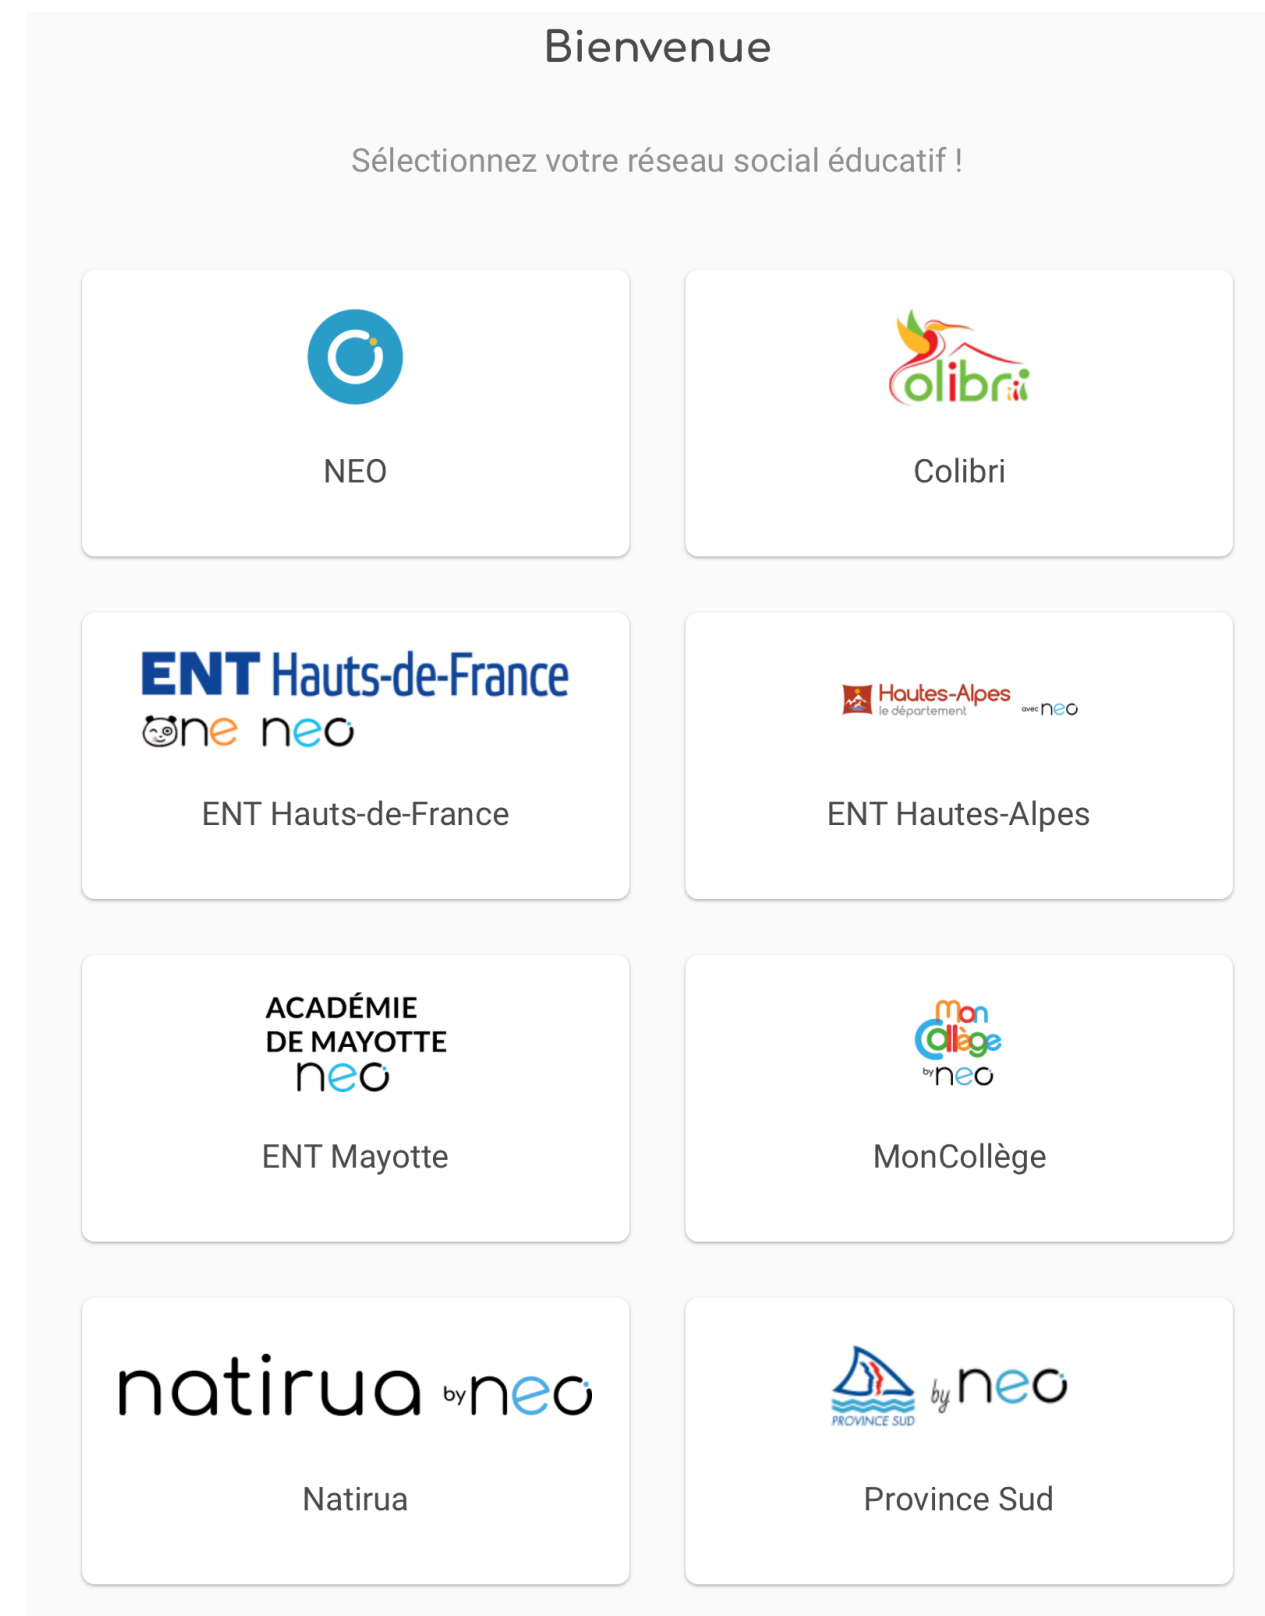 Bienvenue
Sélectionnez votre réseau social éducatif !
NEO
Colibri
Colibri
ENT Hauts-de-France
One neo
ENT Hauts-de-France
Hautes-Alpes
le département
avec neo
ENT Hautes-Alpes
ACADÉMIE
DE MAYOTTE
neo
ENT Mayotte
Mon
Collège
by neo
MonCollège
natirua by neo
Natirua
PROVINCE SUD
by neo
Province Sud